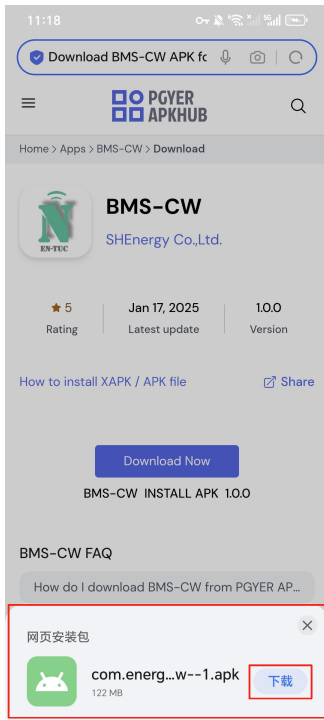 11:18
Download BMS-CW APK fc
PGYER
APKHUB
Home > Apps > BMS-CW > Download
N
EN-TUC
BMS-CW
SHEnergy Co.,Ltd.
5 Jan 17, 2025 1.0.0
Rating Latest update Version
How to install XAPK / APK file Share
Download Now
BMS-CW INSTALL APK 1.0.0
BMS-CW FAQ
How do I download BMS-CW from PGYER AP...
网页安装包
com.energ...w--1.apk
122 MB
下载